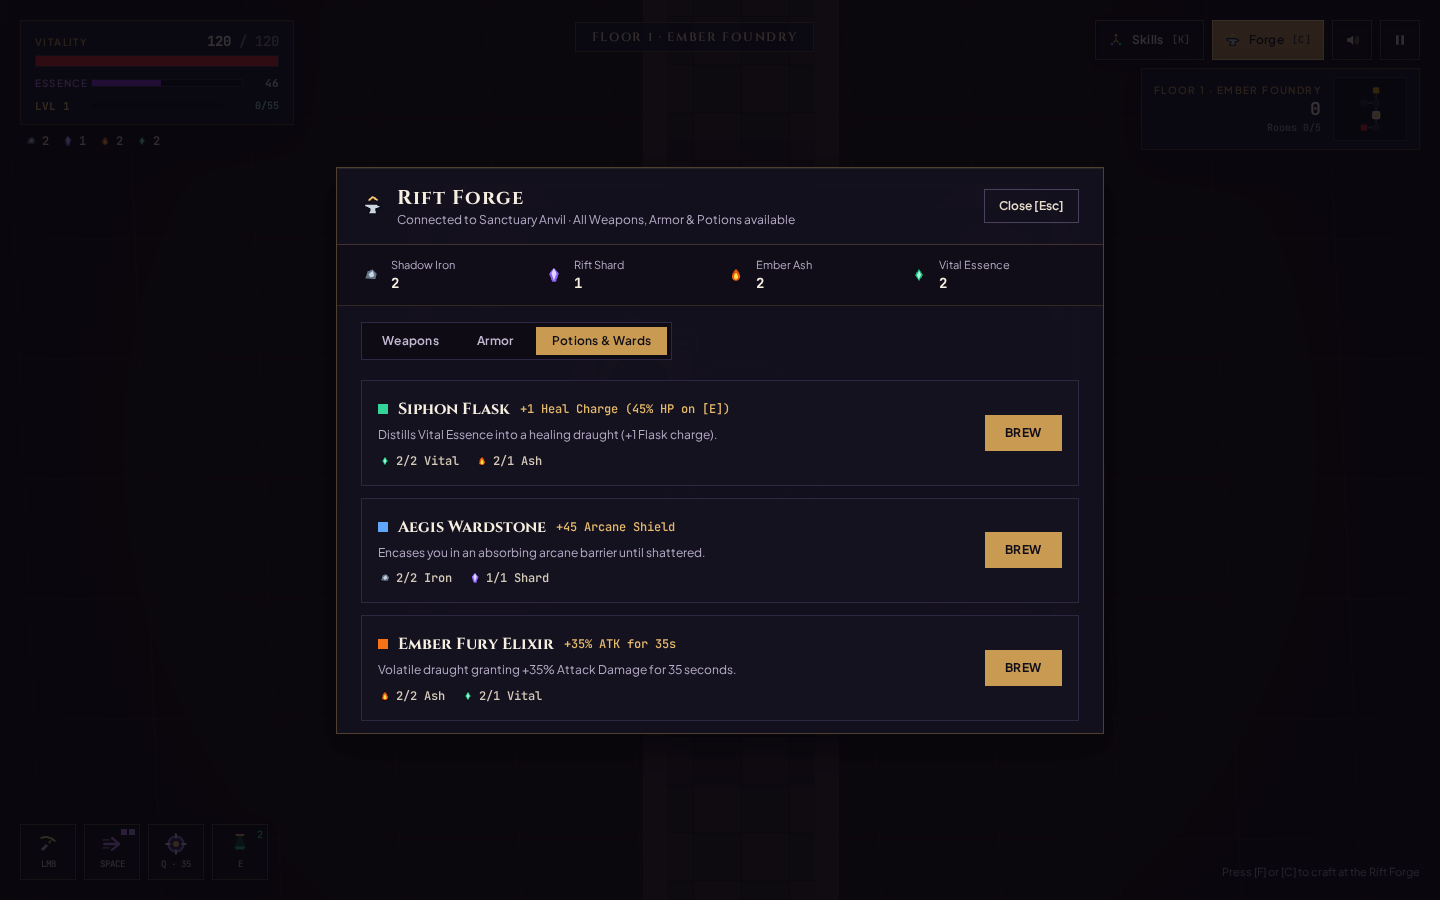 VITALITY 120 / 120
ESSENCE 46
LVL 1 0/55
2 1 2 2
FLOOR 1 · EMBER FOUNDRY
Skills [K]
Forge [C]
FLOOR 1 · EMBER FOUNDRY
0
Rooms 0/5
Rift Forge
Connected to Sanctuary Anvil · All Weapons, Armor & Potions available
Close [Esc]
Shadow Iron
2
Rift Shard
1
Ember Ash
2
Vital Essence
2
Weapons Armor Potions & Wards
Siphon Flask +1 Heal Charge (45% HP on [E])
Distills Vital Essence into a healing draught (+1 Flask charge).
2/2 Vital 2/1 Ash
BREW
Aegis Wardstone +45 Arcane Shield
Encases you in an absorbing arcane barrier until shattered.
2/2 Iron 1/1 Shard
BREW
Ember Fury Elixir +35% ATK for 35s
Volatile draught granting +35% Attack Damage for 35 seconds.
2/2 Ash 2/1 Vital
BREW
LMB
SPACE
Q · 35
2
E
Press [F] or [C] to craft at the Rift Forge